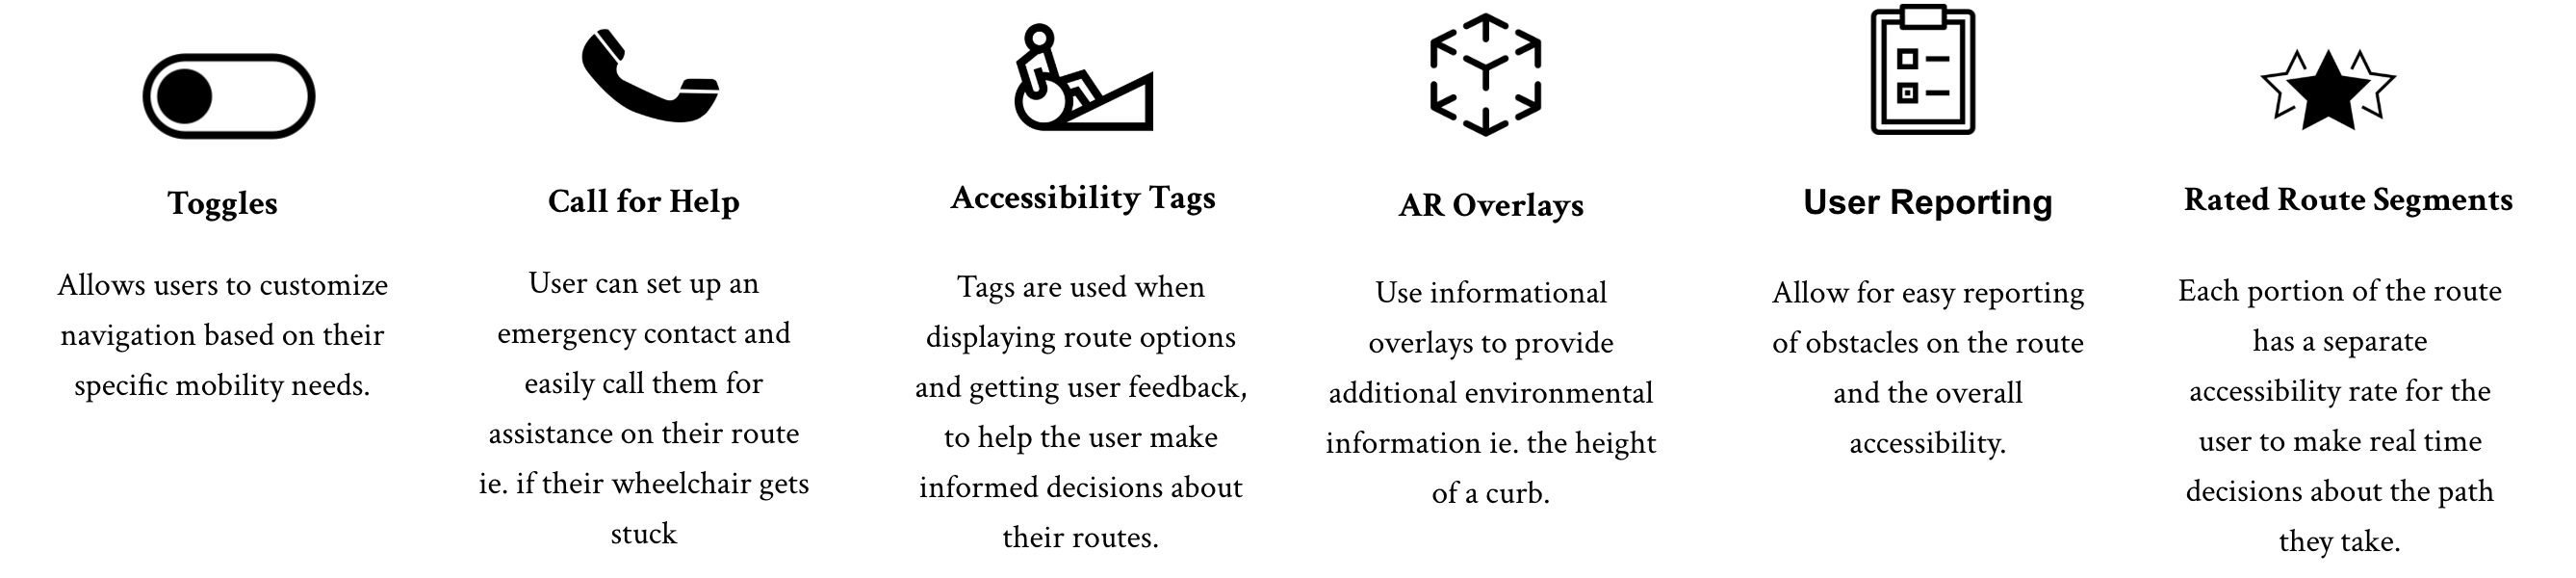 Toggles
Allows users to customize
navigation based on their
specific mobility needs.
Call for Help
User can set up an
emergency contact and
easily call them for
assistance on their route
ie. if their wheelchair gets
stuck
Accessibility Tags
Tags are used when
displaying route options
and getting user feedback,
to help the user make
informed decisions about
their routes.
AR Overlays
Use informational
overlays to provide
additional environmental
information ie. the height
of a curb.
User Reporting
Allow for easy reporting
of obstacles on the route
and the overall
accessibility.
Rated Route Segments
Each portion of the route
has a separate
accessibility rate for the
user to make real time
decisions about the path
they take.